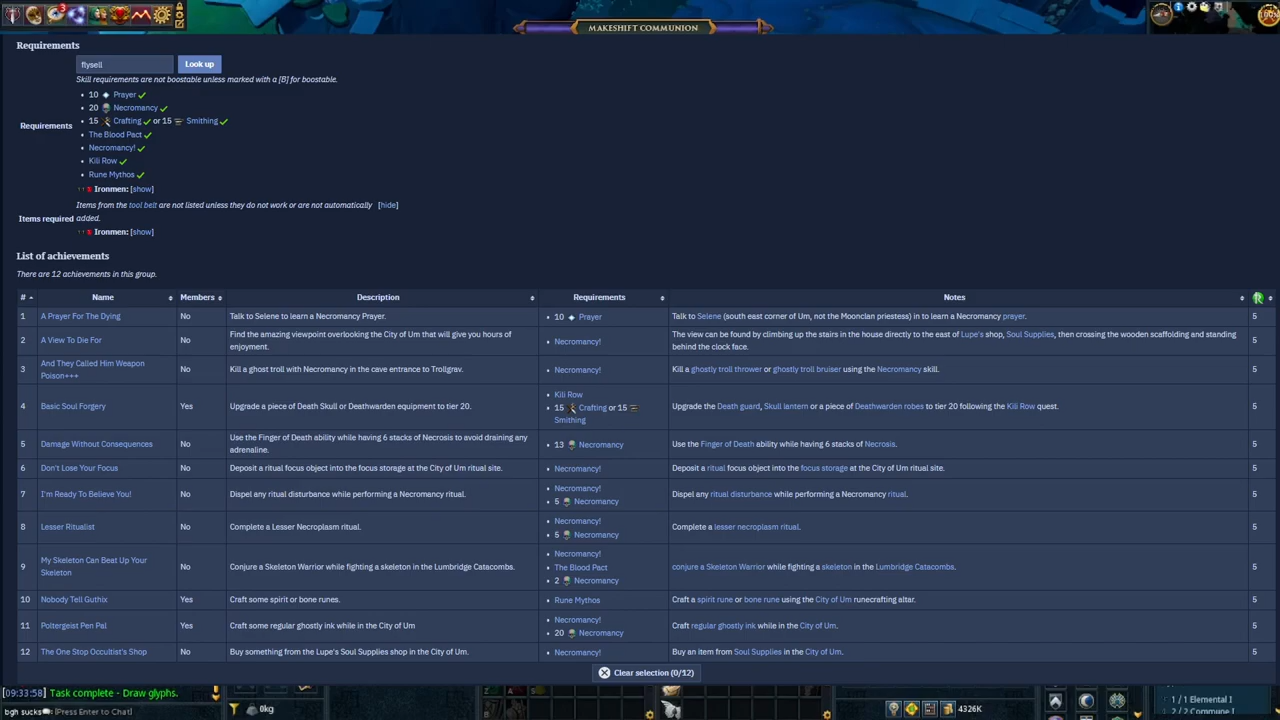 3
MAKESHIFT COMMUNION
Requirements
flysell
Look up
Skill requirements are not boostable unless marked with a [B] for boostable.
Requirements
• 10 Prayer ✓
• 20 Necromancy ✓
• 15 Crafting ✓ or 15 Smithing ✓
• The Blood Pact ✓
• Necromancy! ✓
• Kili Row ✓
• Rune Mythos ✓
Ironmen: [show]
Items required
Items from the tool belt are not listed unless they do not work or are not automatically [hide]
added.
Ironmen: [show]
List of achievements
There are 12 achievements in this group.
# Name Members Description Requirements Notes
1 A Prayer For The Dying No Talk to Selene to learn a Necromancy Prayer. • 10 Prayer Talk to Selene (south east corner of Um, not the Moonclan priestess) in to learn a Necromancy prayer. 5
2 A View To Die For No Find the amazing viewpoint overlooking the City of Um that will give you hours of
enjoyment. • Necromancy! The view can be found by climbing up the stairs in the house directly to the east of Lupe's shop, Soul Supplies, then crossing the wooden scaffolding and standing
behind the clock face. 5
3 And They Called Him Weapon
Poison+++ No Kill a ghost troll with Necromancy in the cave entrance to Trollgrav. • Necromancy! Kill a ghostly troll thrower or ghostly troll bruiser using the Necromancy skill. 5
4 Basic Soul Forgery Yes Upgrade a piece of Death Skull or Deathwarden equipment to tier 20. • Kili Row
• 15 Crafting or 15
Smithing Upgrade the Death guard, Skull lantern or a piece of Deathwarden robes to tier 20 following the Kili Row quest. 5
5 Damage Without Consequences No Use the Finger of Death ability while having 6 stacks of Necrosis to avoid draining any
adrenaline. • 13 Necromancy Use the Finger of Death ability while having 6 stacks of Necrosis. 5
6 Don't Lose Your Focus No Deposit a ritual focus object into the focus storage at the City of Um ritual site. • Necromancy! Deposit a ritual focus object into the focus storage at the City of Um ritual site. 5
7 I'm Ready To Believe You! No Dispel any ritual disturbance while performing a Necromancy ritual. • Necromancy!
• 5 Necromancy Dispel any ritual disturbance while performing a Necromancy ritual. 5
8 Lesser Ritualist No Complete a Lesser Necroplasm ritual. • Necromancy!
• 5 Necromancy Complete a lesser necroplasm ritual. 5
9 My Skeleton Can Beat Up Your
Skeleton No Conjure a Skeleton Warrior while fighting a skeleton in the Lumbridge Catacombs. • Necromancy!
• The Blood Pact
• 2 Necromancy conjure a Skeleton Warrior while fighting a skeleton in the Lumbridge Catacombs. 5
10 Nobody Tell Guthix Yes Craft some spirit or bone runes. • Rune Mythos Craft a spirit rune or bone rune using the City of Um runecrafting altar. 5
11 Poltergeist Pen Pal Yes Craft some regular ghostly ink while in the City of Um • Necromancy!
• 20 Necromancy Craft regular ghostly ink while in the City of Um. 5
12 The One Stop Occultist's Shop No Buy something from the Lupe's Soul Supplies shop in the City of Um. • Necromancy! Buy an item from Soul Supplies in the City of Um. 5
Clear selection (0/12)
[09:33:58] Task complete - Draw glyphs.
bgh sucks [Press Enter to Chat]
0kg
4326K
1 / 1 Elemental I
2 / 2 Commune I